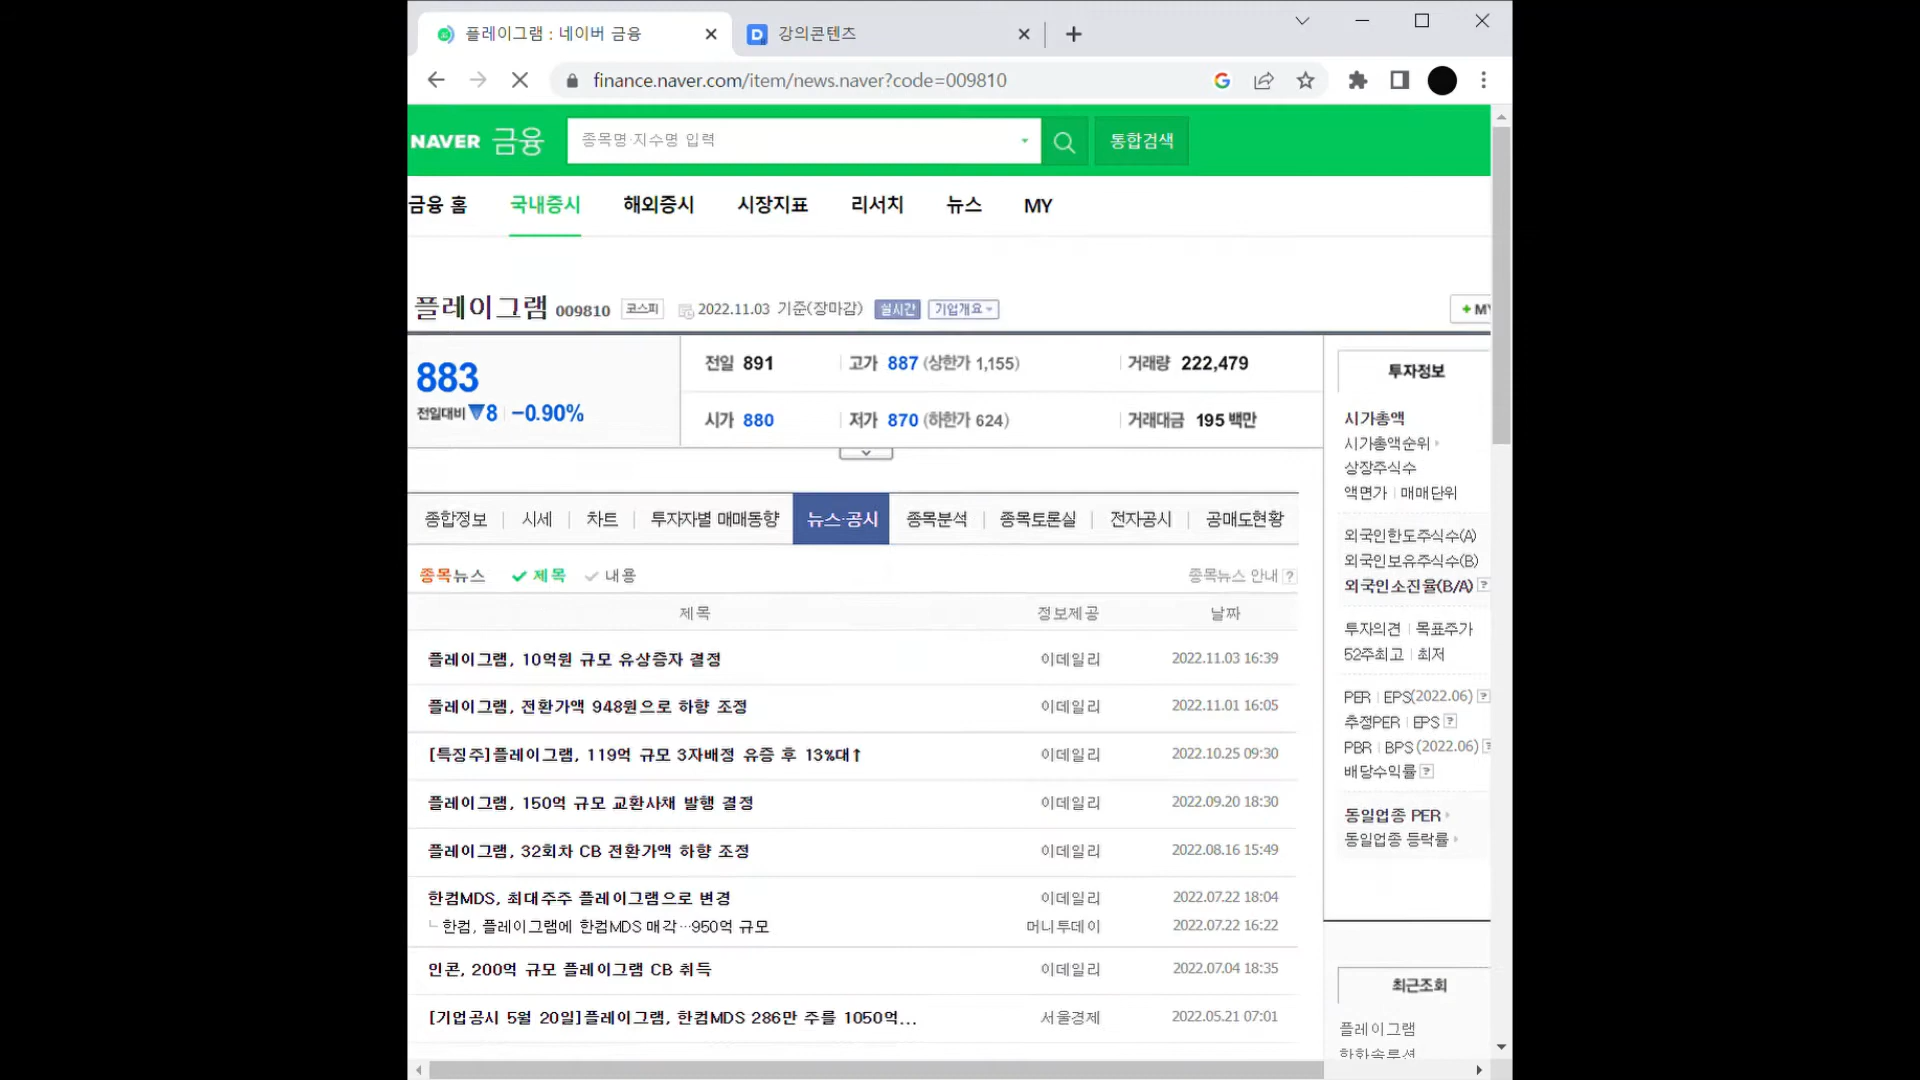 플레이그램 : 네이버 금융
강의콘텐츠
finance.naver.com/item/news.naver?code=009810
NAVER 금융
종목명·지수명 입력
통합검색
금융 홈 국내증시 해외증시 시장지표 리서치 뉴스 MY
플레이그램 009810 코스피 2022.11.03 기준(장마감) 실시간 기업개요
+ MY
883
전일대비 ▼8 -0.90%
전일 891 고가 887 (상한가 1,155) 거래량 222,479
시가 880 저가 870 (하한가 624) 거래대금 195 백만
종합정보 시세 차트 투자자별 매매동향 뉴스·공시 종목분석 종목토론실 전자공시 공매도현황
종목뉴스 제목 내용 종목뉴스 안내 ?
제목 정보제공 날짜
플레이그램, 10억원 규모 유상증자 결정 이데일리 2022.11.03 16:39
플레이그램, 전환가액 948원으로 하향 조정 이데일리 2022.11.01 16:05
[특징주]플레이그램, 119억 규모 3자배정 유증 후 13%대↑ 이데일리 2022.10.25 09:30
플레이그램, 150억 규모 교환사채 발행 결정 이데일리 2022.09.20 18:30
플레이그램, 32회차 CB 전환가액 하향 조정 이데일리 2022.08.16 15:49
한컴MDS, 최대주주 플레이그램으로 변경 이데일리 2022.07.22 18:04
한컴, 플레이그램에 한컴MDS 매각…950억 규모 머니투데이 2022.07.22 16:22
인콘, 200억 규모 플레이그램 CB 취득 이데일리 2022.07.04 18:35
[기업공시 5월 20일]플레이그램, 한컴MDS 286만 주를 1050억... 서울경제 2022.05.21 07:01
투자정보
시가총액
시가총액순위
상장주식수
액면가 매매단위
외국인한도주식수(A)
외국인보유주식수(B)
외국인소진율(B/A) ?
투자의견 목표주가
52주최고 최저
PER EPS(2022.06) ?
추정PER EPS ?
PBR BPS (2022.06) ?
배당수익률 ?
동일업종 PER
동일업종 등락률
최근조회
플레이그램
한화솔루션